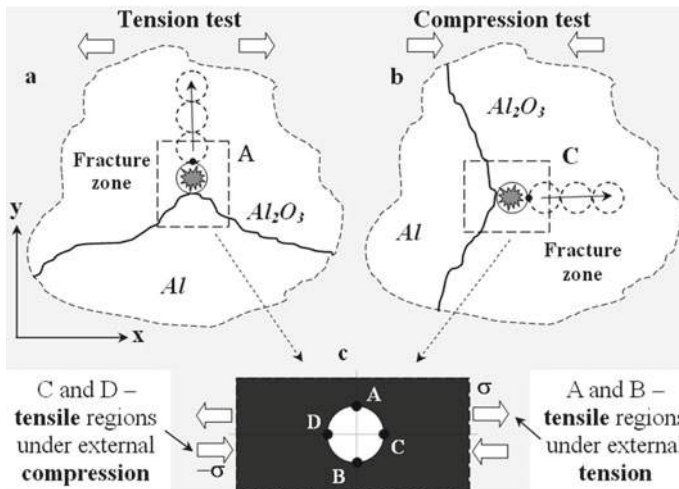 Tension test
Compression test
a
b
Al₂O₃
A
C
Fracture
zone
Al₂O₃
y
Al
Al
Fracture
zone
x
c
C and D –
tensile regions
under external
compression
σ
–σ
A
D
C
B
A and B –
tensile regions
under external
tension